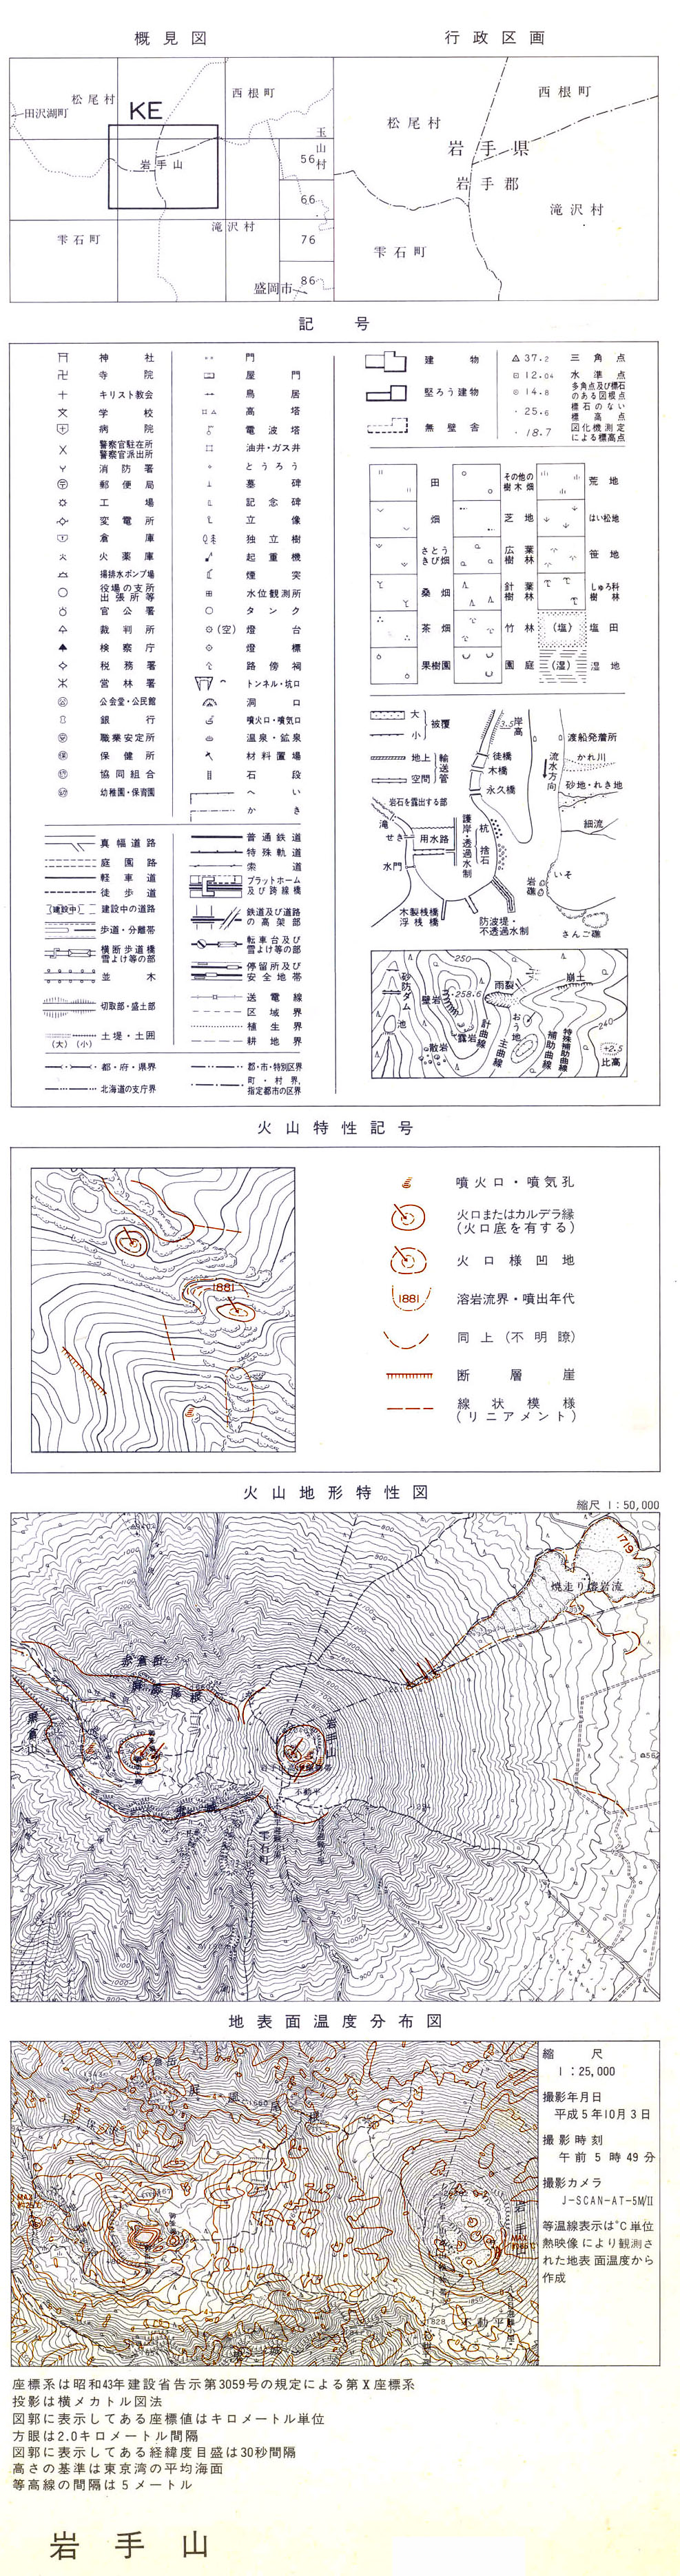 概見図
行政区画
松尾村
KE
西根町
田沢湖町
玉山村
岩手山
56
66
76
86
雫石町
滝沢村
盛岡市
西根町
松尾村
岩手県
岩手郡
滝沢村
雫石町
記号
神社
寺院
キリスト教会
学校
病院
警察官駐在所
警察官派出所
消防署
郵便局
工場
変電所
倉庫
火薬庫
揚排水ポンプ場
役場の支所
出張所等
官公署
裁判所
検察庁
税務署
営林署
公会堂・公民館
銀行
職業安定所
保健所
協同組合
幼稚園・保育園
門
屋門
鳥居
高塔
電波塔
油井・ガス井
とうろう
墓碑
記念碑
立像
独立樹
起重機
煙突
水位観測所
タンク
(空)燈台
燈標
路傍祠
トンネル・坑口
洞口
噴火口・噴気口
温泉・鉱泉
材料置場
石段
へい
かき
真幅道路
庭園路
軽車道
徒歩道
(建設中) 建設中の道路
歩道・分離帯
横断歩道橋
雪よけ等の部
並木
切取部・盛土部
土堤・土囲
(大) (小)
都・府・県界
北海道の支庁界
普通鉄道
特殊軌道
索道
プラットホーム
及び跨線橋
鉄道及び道路
の高架部
転車台及び
雪よけ等の部
停留所及び
安全地帯
送電線
区域界
植生界
耕地界
郡・市・特別区界
町・村界,
指定都市の区界
建物
堅ろう建物
無壁舎
37.2 三角点
12.04 水準点
14.8 多角点及び標石のある図根点
25.6 標石のない標高点
18.7 図化機測定による標高点
田
畑
さとうきび畑
桑畑
茶畑
果樹園
その他の樹木畑
芝地
広葉樹林
針葉樹林
竹林
園庭
荒地
はい松地
笹地
しゅろ科樹林
(塩) 塩田
(湿) 湿地
大
小
被覆
地上
空間
輸送管
岩石を露出する部
滝
せき
用水路
水門
木製桟橋
浮桟橋
護岸・透過水制
杭
捨石
防波堤・
不透過水制
3.5
岸高
徒橋
木橋
永久橋
流水方向
渡船発着所
かれ川
砂地・れき地
細流
いそ
岩礁
さんご礁
250
砂防ダム
壁岩
258.6
雨裂
崩土
池
散岩
露岩
計曲線
主曲線
おう地
補助曲線
特殊補助曲線
240
+2.5
比高
火山特性記号
1881
噴火口・噴気孔
火口またはカルデラ縁
(火口底を有する)
火口様凹地
1881 溶岩流界・噴出年代
同上(不明瞭)
断層崖
線状模様
(リニアメント)
火山地形特性図
縮尺 1:50,000
1719
焼走り熔岩流
赤倉岳
屏風尾根
黒倉山
岩手山
不動平
雫石町
地表面温度分布図
赤倉岳
屏風尾根
岩手山
不動平
1828
縮尺
1:25,000
撮影年月日
平成5年10月3日
撮影時刻
午前5時49分
撮影カメラ
J-SCAN-AT-5M/II
等温線表示は℃単位
熱映像により観測さ
れた地表面温度から
作成
座標系は昭和43年建設省告示第3059号の規定による第X座標系
投影は横メカトル図法
図郭に表示してある座標値はキロメートル単位
方眼は2.0キロメートル間隔
図郭に表示してある経緯度目盛は30秒間隔
高さの基準は東京湾の平均海面
等高線の間隔は5メートル
岩手山